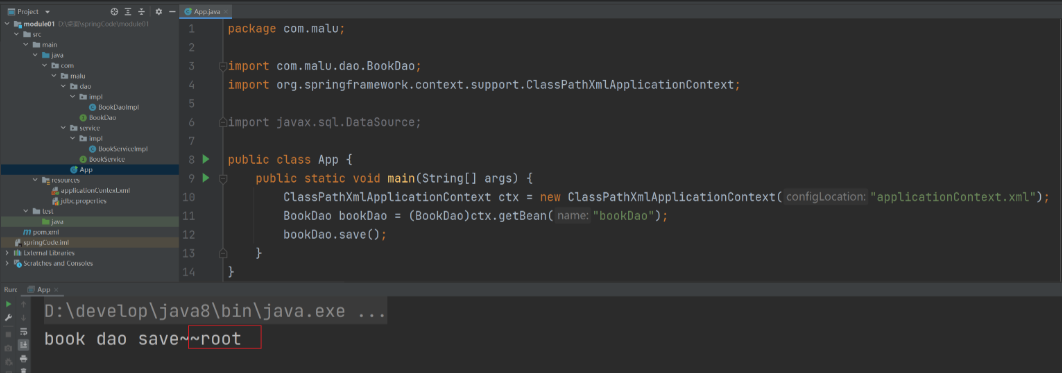 Project
App.java
module01 D:\桌面\springCode\module01
src
main
java
com
malu
dao
impl
BookDaoImpl
BookDao
service
impl
BookServiceImpl
BookService
App
resources
applicationContext.xml
jdbc.properties
test
java
pom.xml
springCode.iml
External Libraries
Scratches and Consoles
1 package com.malu;
2
3 import com.malu.dao.BookDao;
4 import org.springframework.context.support.ClassPathXmlApplicationContext;
5
6 import javax.sql.DataSource;
7
8 public class App {
9 public static void main(String[] args) {
10 ClassPathXmlApplicationContext ctx = new ClassPathXmlApplicationContext( configLocation: "applicationContext.xml");
11 BookDao bookDao = (BookDao)ctx.getBean( name: "bookDao");
12 bookDao.save();
13 }
14 }
Run: App
D:\develop\java8\bin\java.exe ...
book dao save~~root